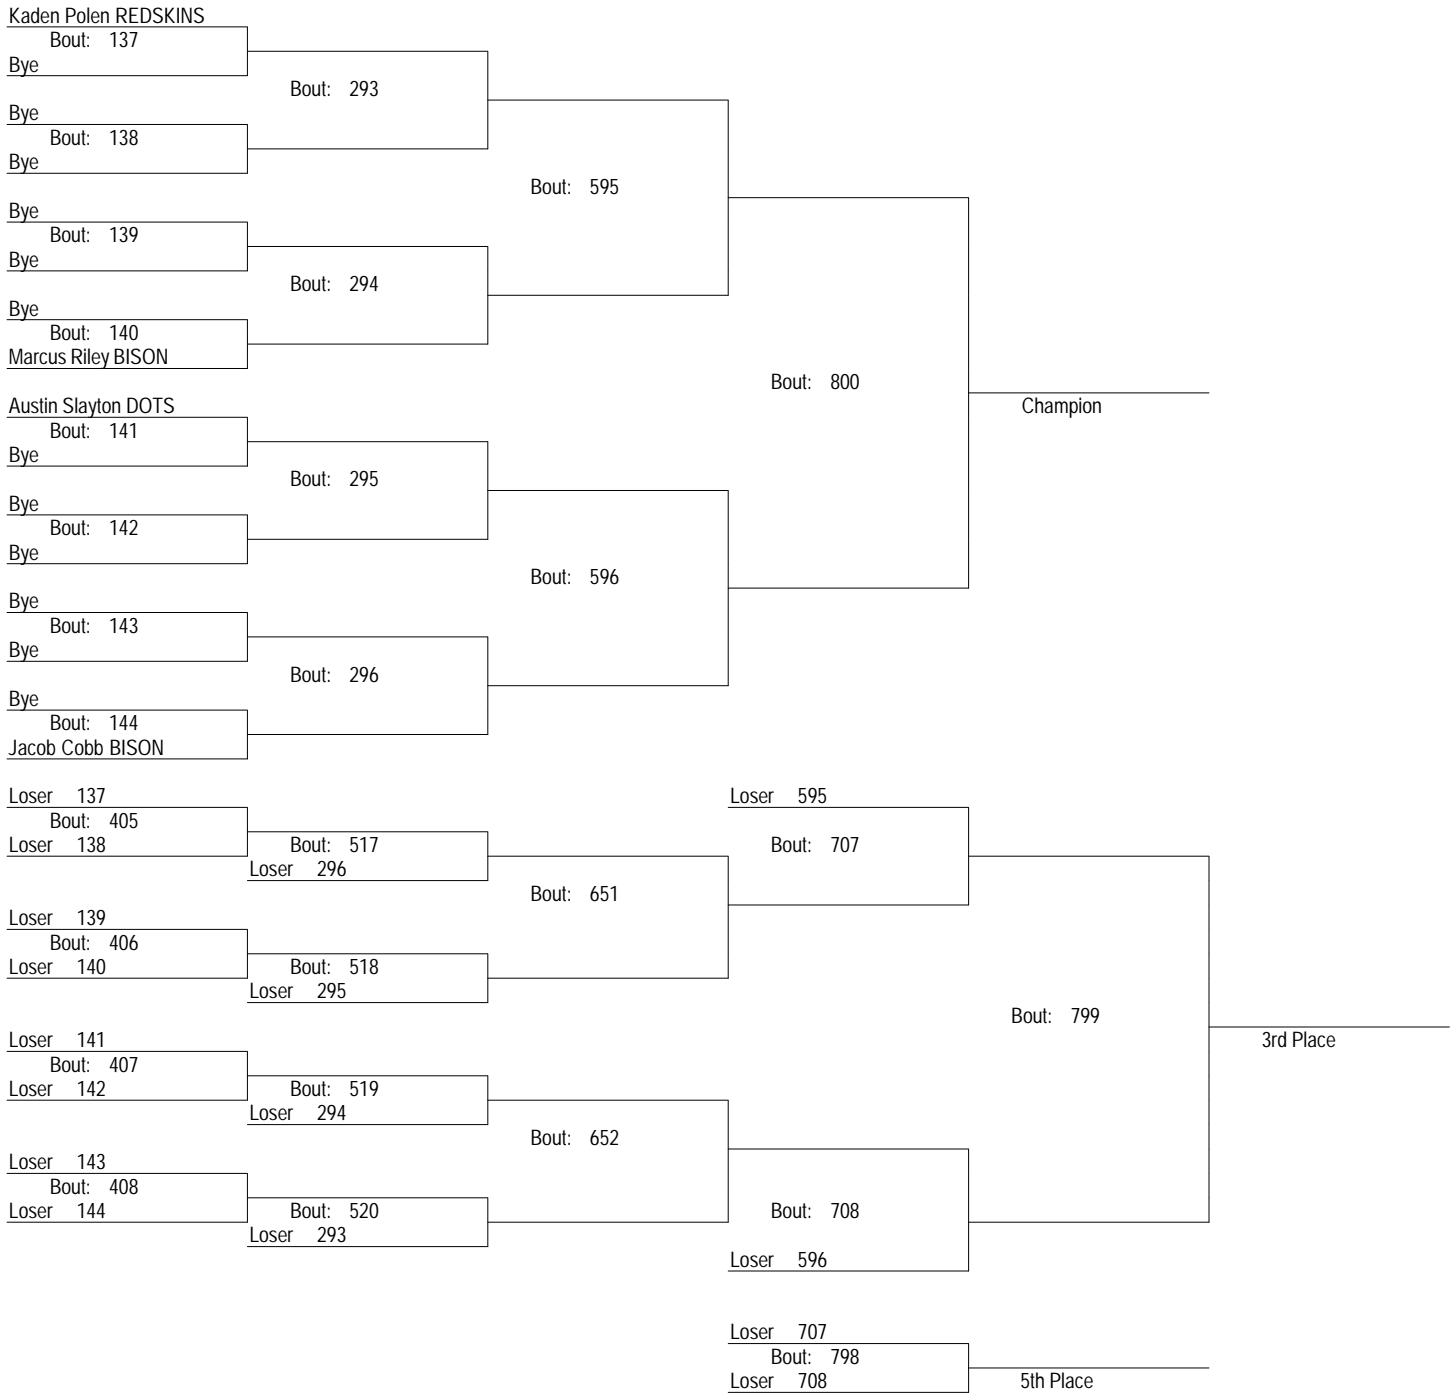 Kaden Polen REDSKINS
Bout: 137
Bye
Bout: 293
Bye
Bout: 138
Bye
Bout: 595
Bye
Bout: 139
Bye
Bout: 294
Bye
Bout: 140
Marcus Riley BISON
Bout: 800
Austin Slayton DOTS
Champion
Bout: 141
Bye
Bout: 295
Bye
Bout: 142
Bye
Bout: 596
Bye
Bout: 143
Bye
Bout: 296
Bye
Bout: 144
Jacob Cobb BISON
Loser 137
Loser 595
Bout: 405
Loser 138
Bout: 517
Bout: 707
Loser 296
Bout: 651
Loser 139
Bout: 406
Loser 140
Bout: 518
Loser 295
Bout: 799
Loser 141
3rd Place
Bout: 407
Loser 142
Bout: 519
Loser 294
Bout: 652
Loser 143
Bout: 408
Loser 144
Bout: 520
Bout: 708
Loser 293
Loser 596
Loser 707
Bout: 798
Loser 708
5th Place